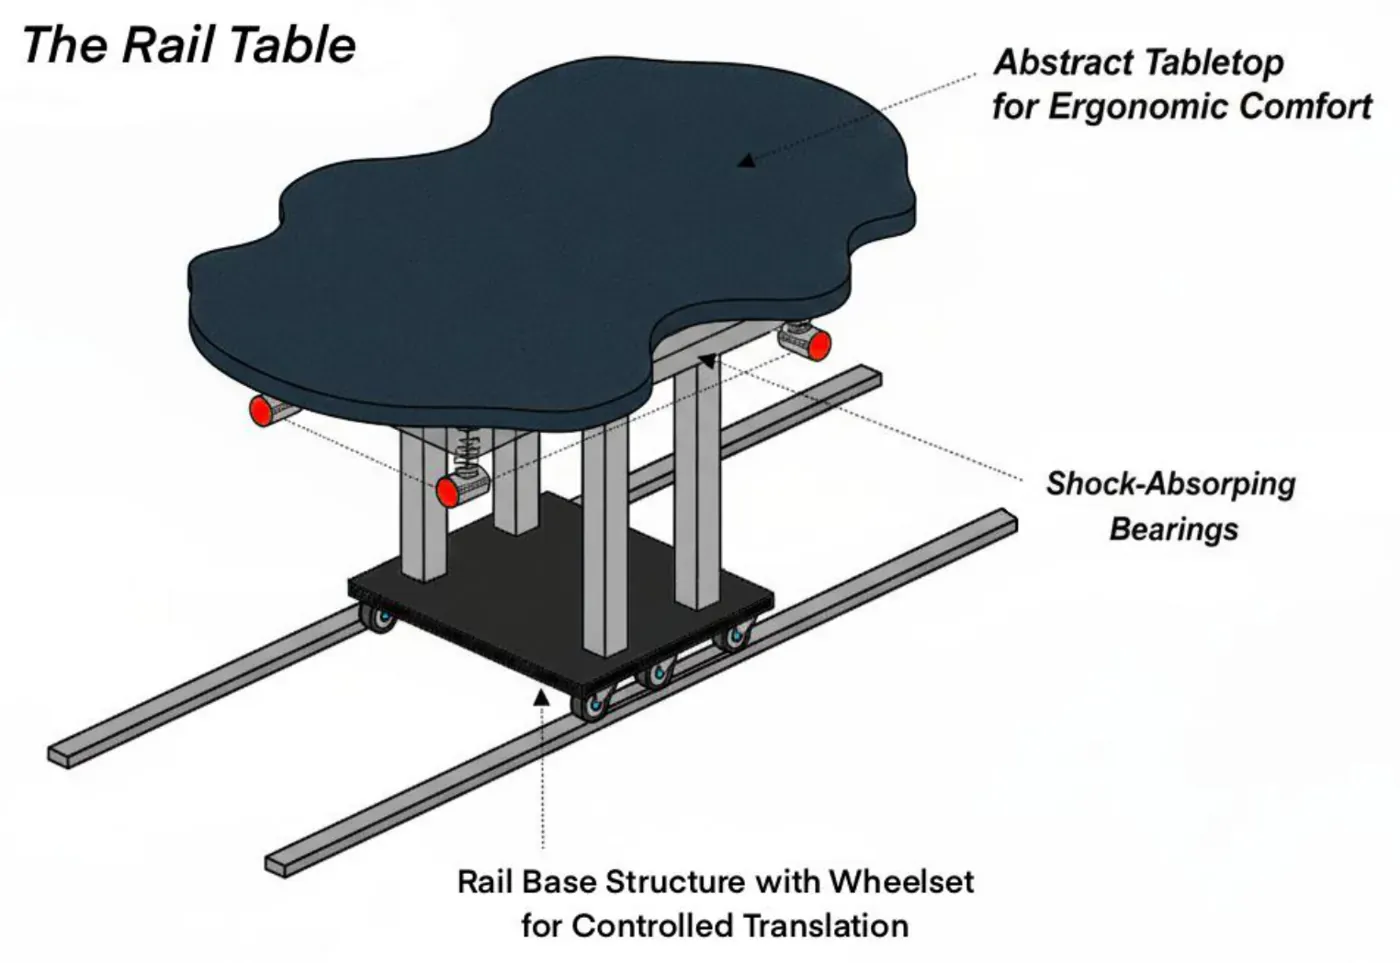 The Rail Table
Abstract Tabletop
for Ergonomic Comfort
Shock-Absorping
Bearings
Rail Base Structure with Wheelset
for Controlled Translation